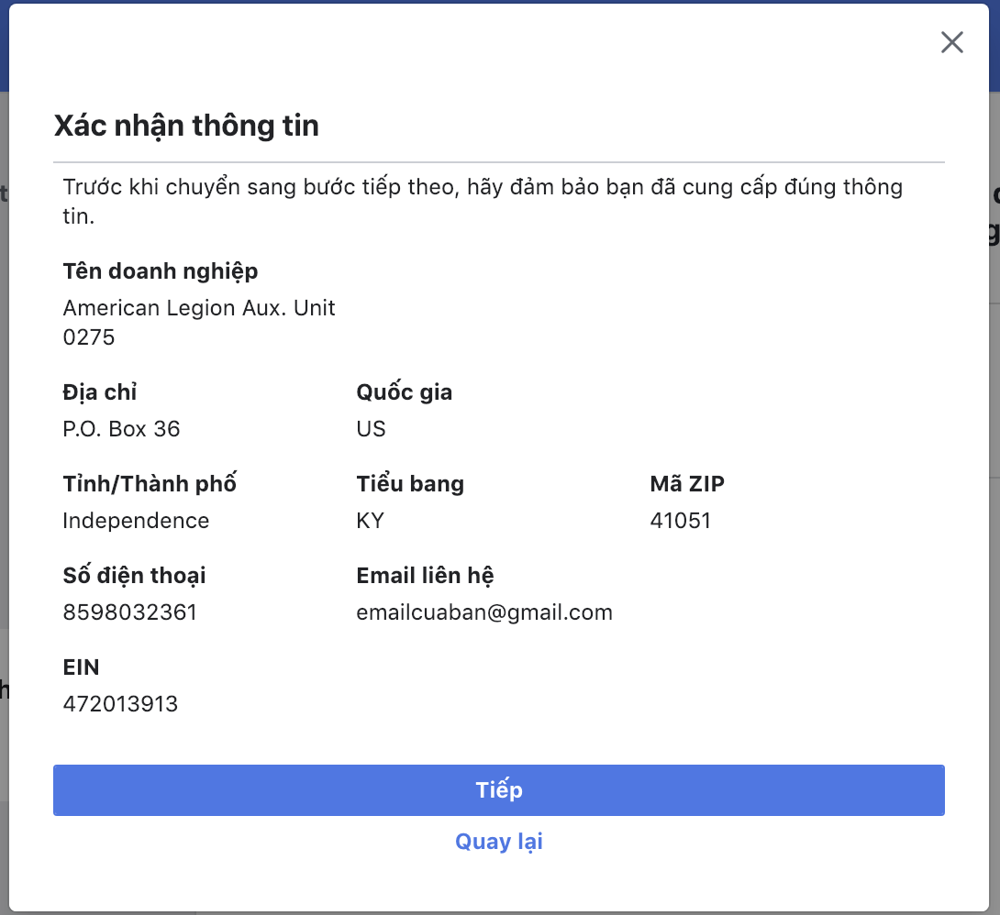 Xác nhận thông tin
Trước khi chuyển sang bước tiếp theo, hãy đảm bảo bạn đã cung cấp đúng thông
tin.
Tên doanh nghiệp
American Legion Aux. Unit
0275
Địa chỉ Quốc gia
P.O. Box 36 US
Tỉnh/Thành phố Tiểu bang Mã ZIP
Independence KY 41051
Số điện thoại Email liên hệ
8598032361 emailcuaban@gmail.com
EIN
472013913
Tiếp
Quay lại